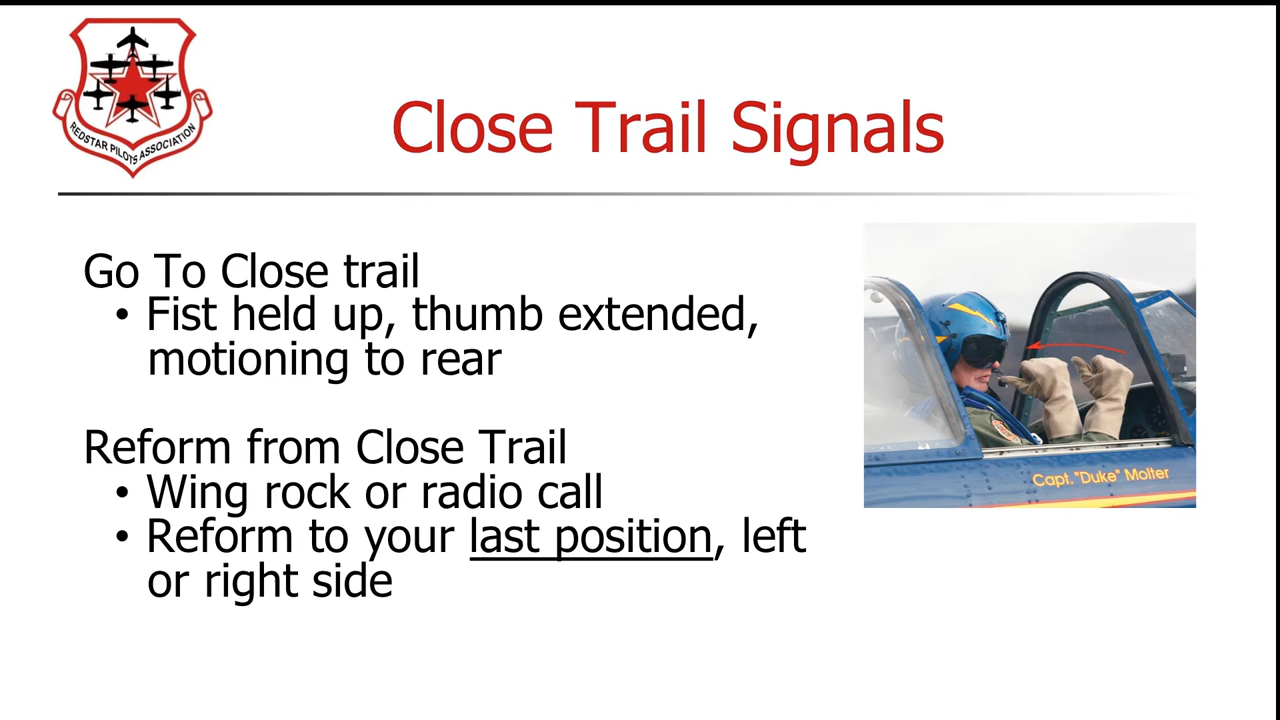 REDSTAR PILOTS ASSOCIATION
Close Trail Signals
Go To Close trail
• Fist held up, thumb extended,
motioning to rear
Capt. "Duke" Molter
Reform from Close Trail
• Wing rock or radio call
• Reform to your last position, left
or right side